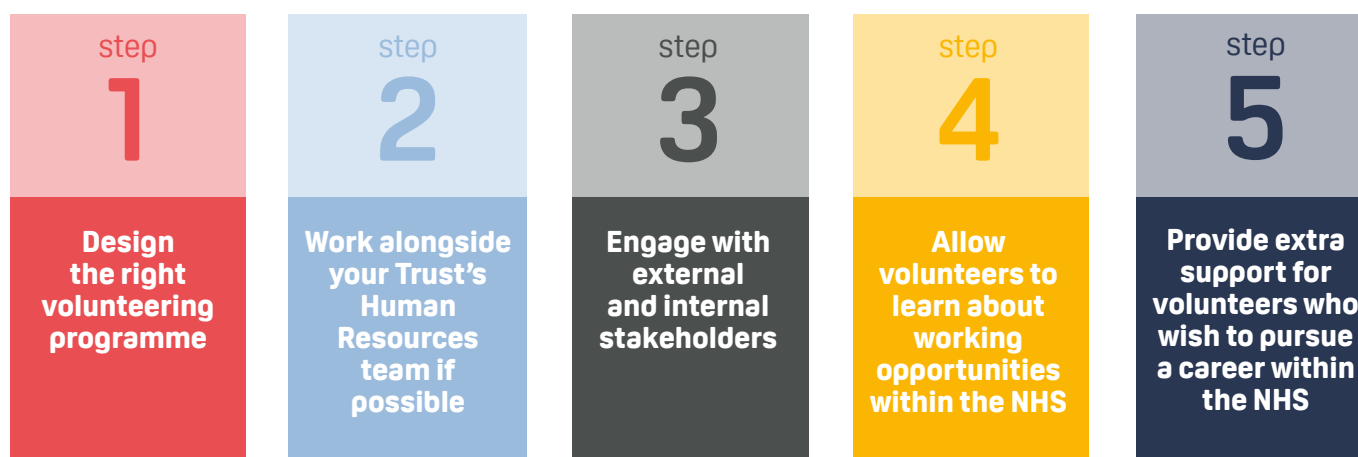 step
1
Design
the right
volunteering
programme
step
2
Work alongside
your Trust's
Human
Resources
team if
possible
step
3
Engage with
external
and internal
stakeholders
step
4
Allow
volunteers to
learn about
working
opportunities
within the NHS
step
5
Provide extra
support for
volunteers who
wish to pursue
a career within
the NHS